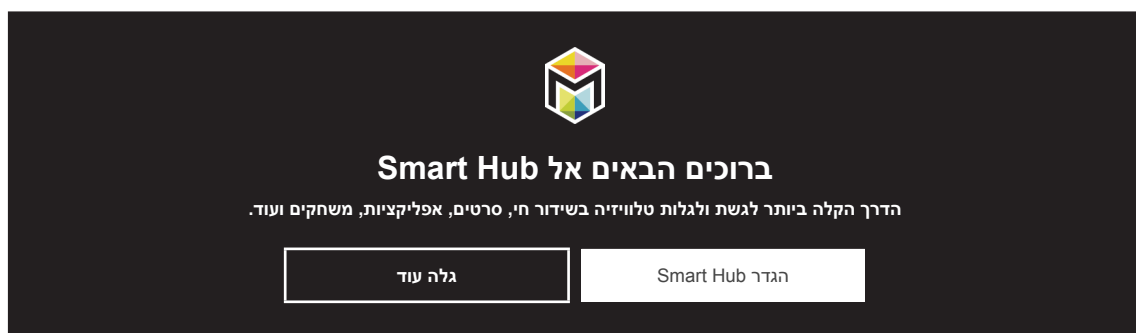 ברוכים הבאים אל Smart Hub
הדרך הקלה ביותר לגשת ולגלות טלוויזיה בשידור חי, סרטים, אפליקציות, משחקים ועוד.
הגדר Smart Hub
גלה עוד